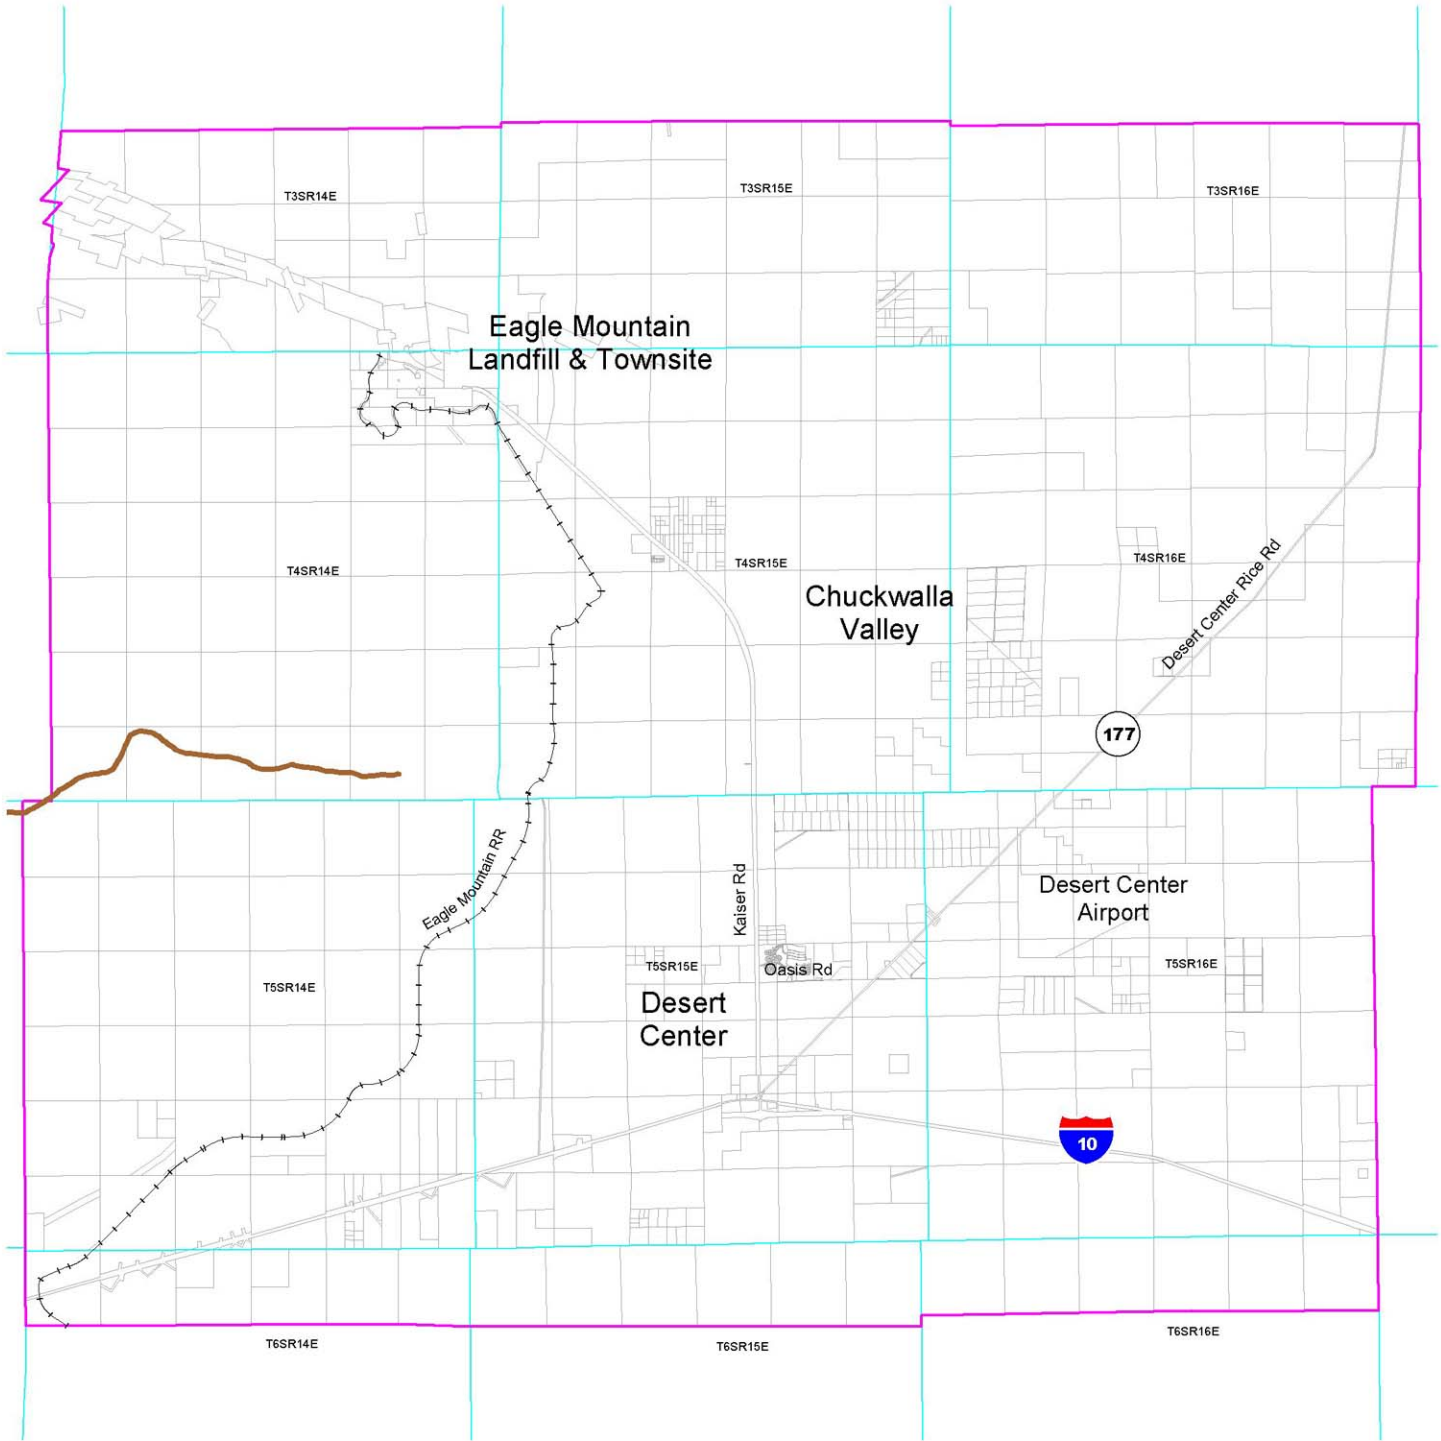 T3SR14E
T3SR15E
T3SR16E
Eagle Mountain
Landfill & Townsite
T4SR14E
T4SR15E
T4SR16E
Desert Center Rice Rd
Chuckwalla
Valley
177
Eagle Mountain RR
Kaiser Rd
Desert Center
Airport
T5SR14E
T5SR15E
Oasis Rd
T5SR16E
Desert
Center
10
T6SR14E
T6SR15E
T6SR16E